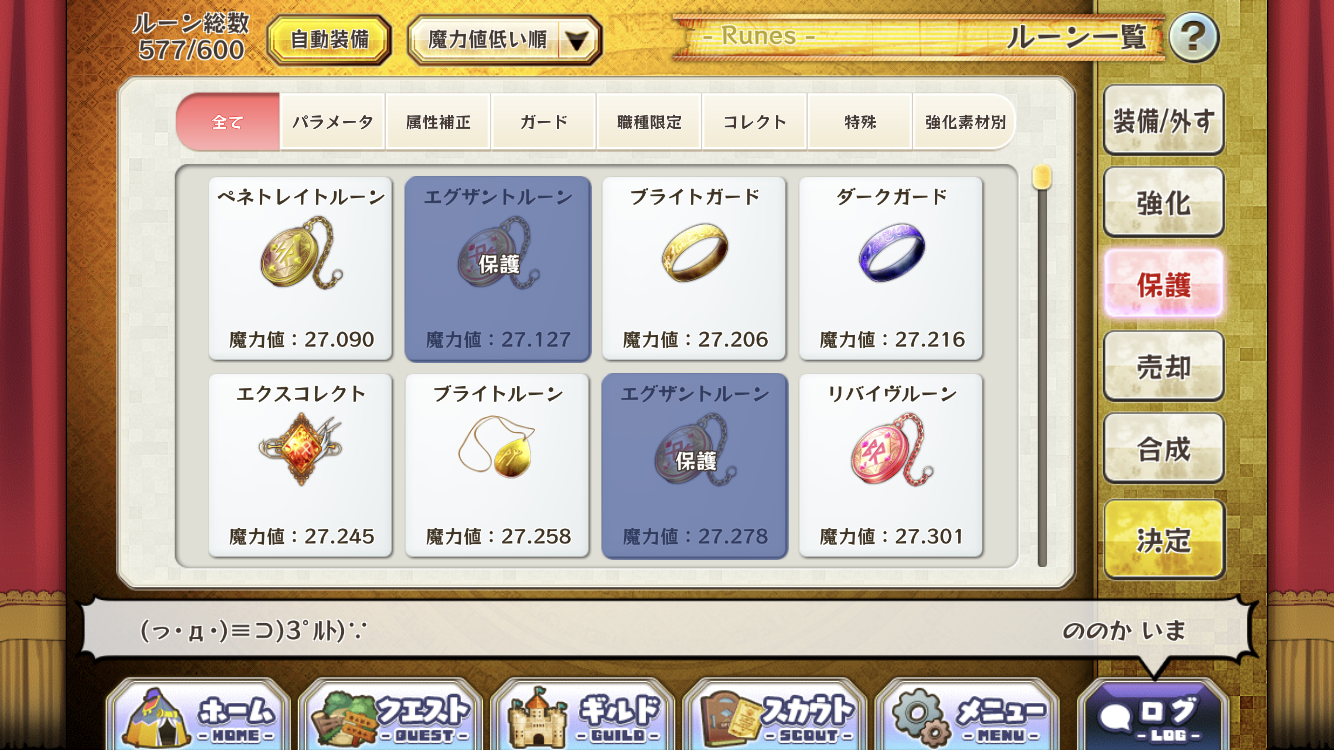 ルーン総数
577/600
自動装備
魔力値低い順
- Runes -
ルーン一覧
?
全て
パラメータ
属性補正
ガード
職種限定
コレクト
特殊
強化素材別
装備/外す
強化
保護
売却
合成
決定
ペネトレイトルーン
魔力値：27.090
エグザントルーン
保護
魔力値：27.127
ブライトガード
魔力値：27.206
ダークガード
魔力値：27.216
エクスコレクト
魔力値：27.245
ブライトルーン
魔力値：27.258
エグザントルーン
保護
魔力値：27.278
リバイヴルーン
魔力値：27.301
(っ･д･)≡⊃)3ﾟﾙﾄ)∵
ののか いま
ホーム
- HOME -
クエスト
- QUEST -
ギルド
- GUILD -
スカウト
- SCOUT -
メニュー
- MENU -
ログ
- LOG -